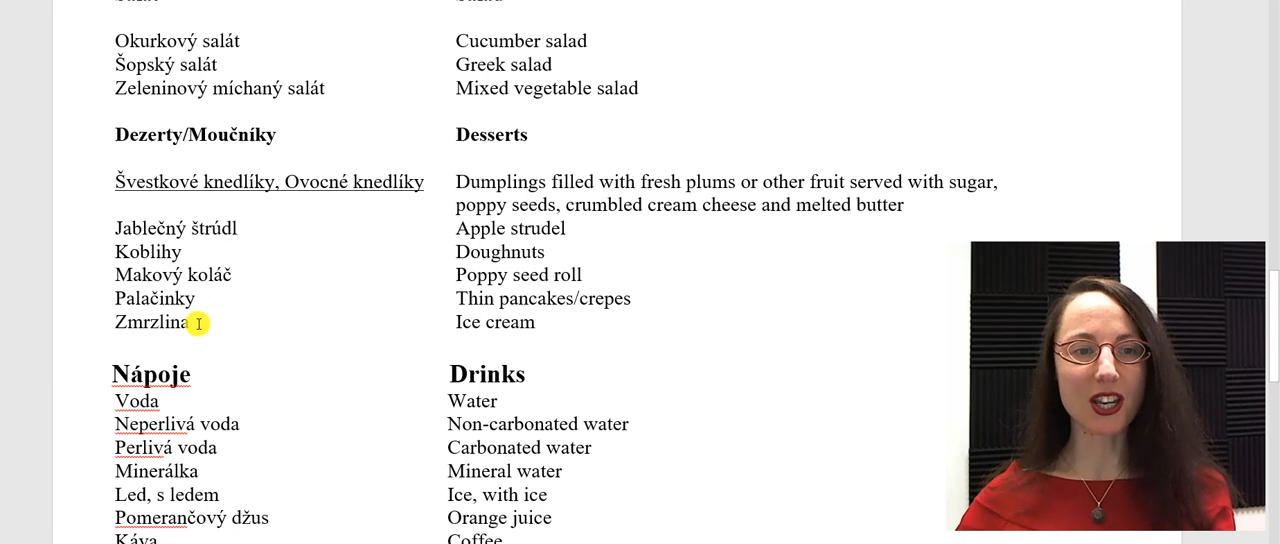 Okurkový salát Cucumber salad
Šopský salát Greek salad
Zeleninový míchaný salát Mixed vegetable salad
Dezerty/Moučníky Desserts
Švestkové knedlíky, Ovocné knedlíky Dumplings filled with fresh plums or other fruit served with sugar,
poppy seeds, crumbled cream cheese and melted butter
Jablečný štrúdl Apple strudel
Koblihy Doughnuts
Makový koláč Poppy seed roll
Palačinky Thin pancakes/crepes
Zmrzlina Ice cream
Nápoje Drinks
Voda Water
Neperlivá voda Non-carbonated water
Perlivá voda Carbonated water
Minerálka Mineral water
Led, s ledem Ice, with ice
Pomerančový džus Orange juice
Káva Coffee